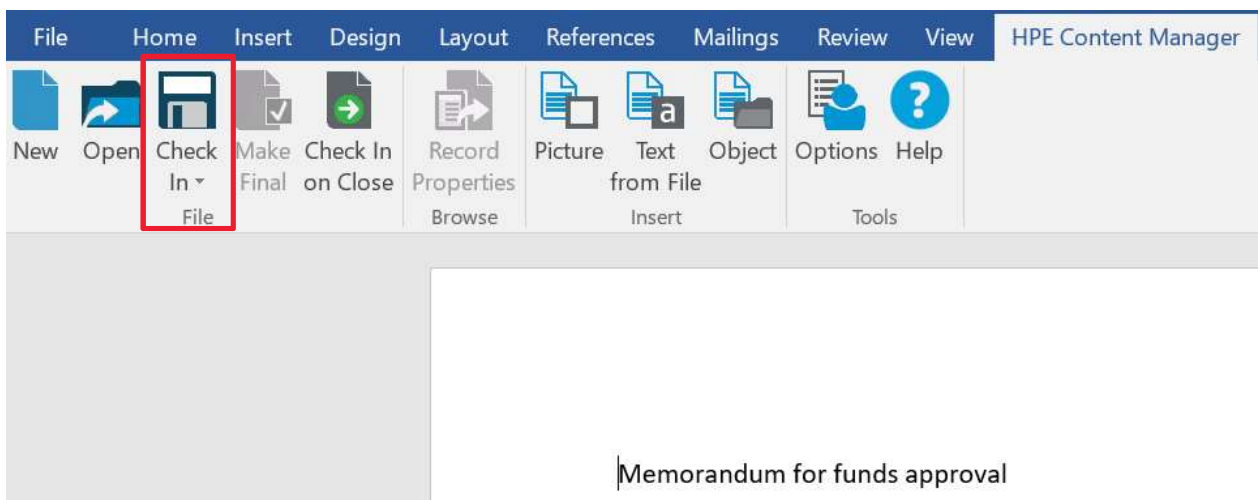 File Home Insert Design Layout References Mailings Review View HPE Content Manager
a ?
New Open Check Make Check In Record Picture Text Object Options Help
In Final on Close Properties from File
File Browse Insert Tools
Memorandum for funds approval